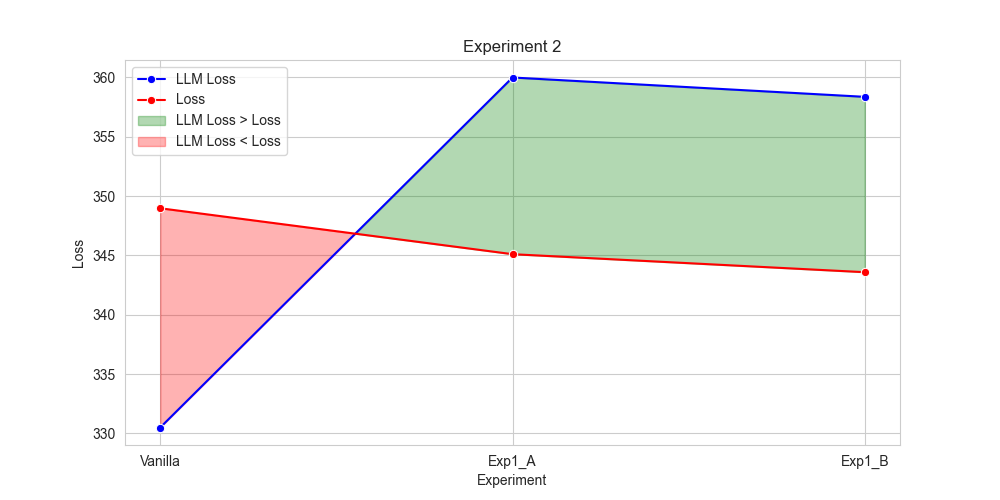 Experiment 2
LLM Loss
Loss
LLM Loss > Loss
LLM Loss < Loss
360
355
350
345
340
335
330
Loss
Vanilla
Exp1_A
Exp1_B
Experiment